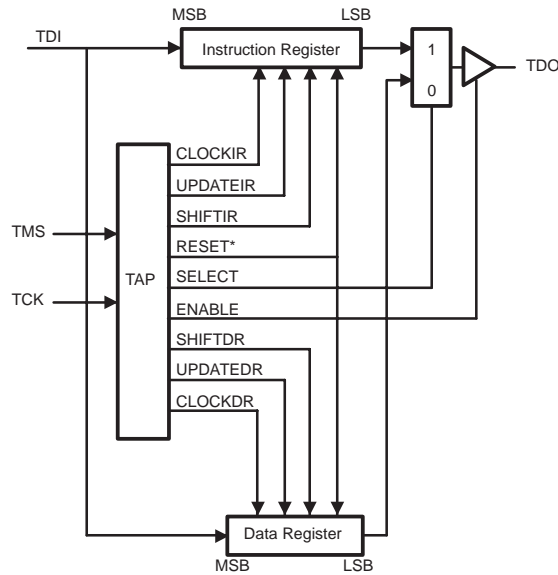 MSB LSB
TDI
Instruction Register
1
0
TDO
CLOCKIR
UPDATEIR
SHIFTIR
TMS
RESET*
TAP
SELECT
TCK
ENABLE
SHIFTDR
UPDATEDR
CLOCKDR
Data Register
MSB LSB